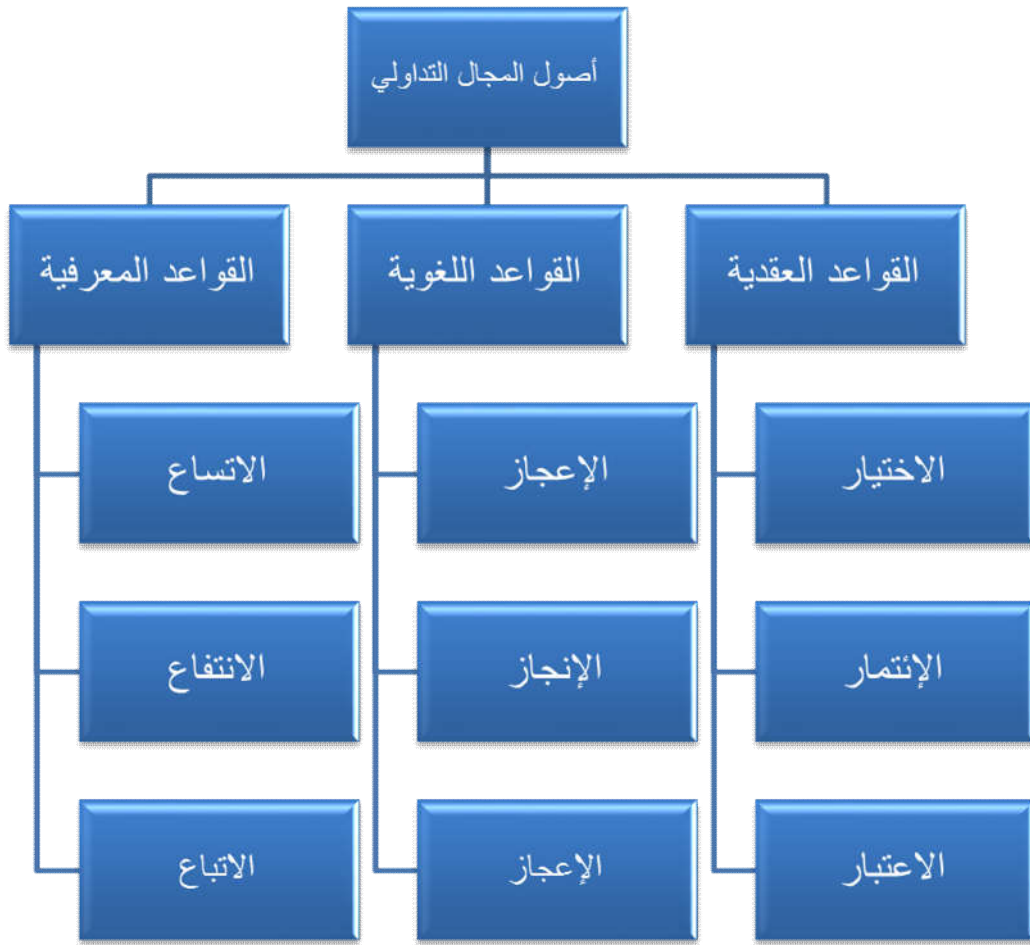 أصول المجال التداولي
القواعد العقدية
القواعد اللغوية
القواعد المعرفية
الاختيار
الإعجاز
الاتساع
الإئتمار
الإنجاز
الانتفاع
الاعتبار
الإعجاز
الاتباع